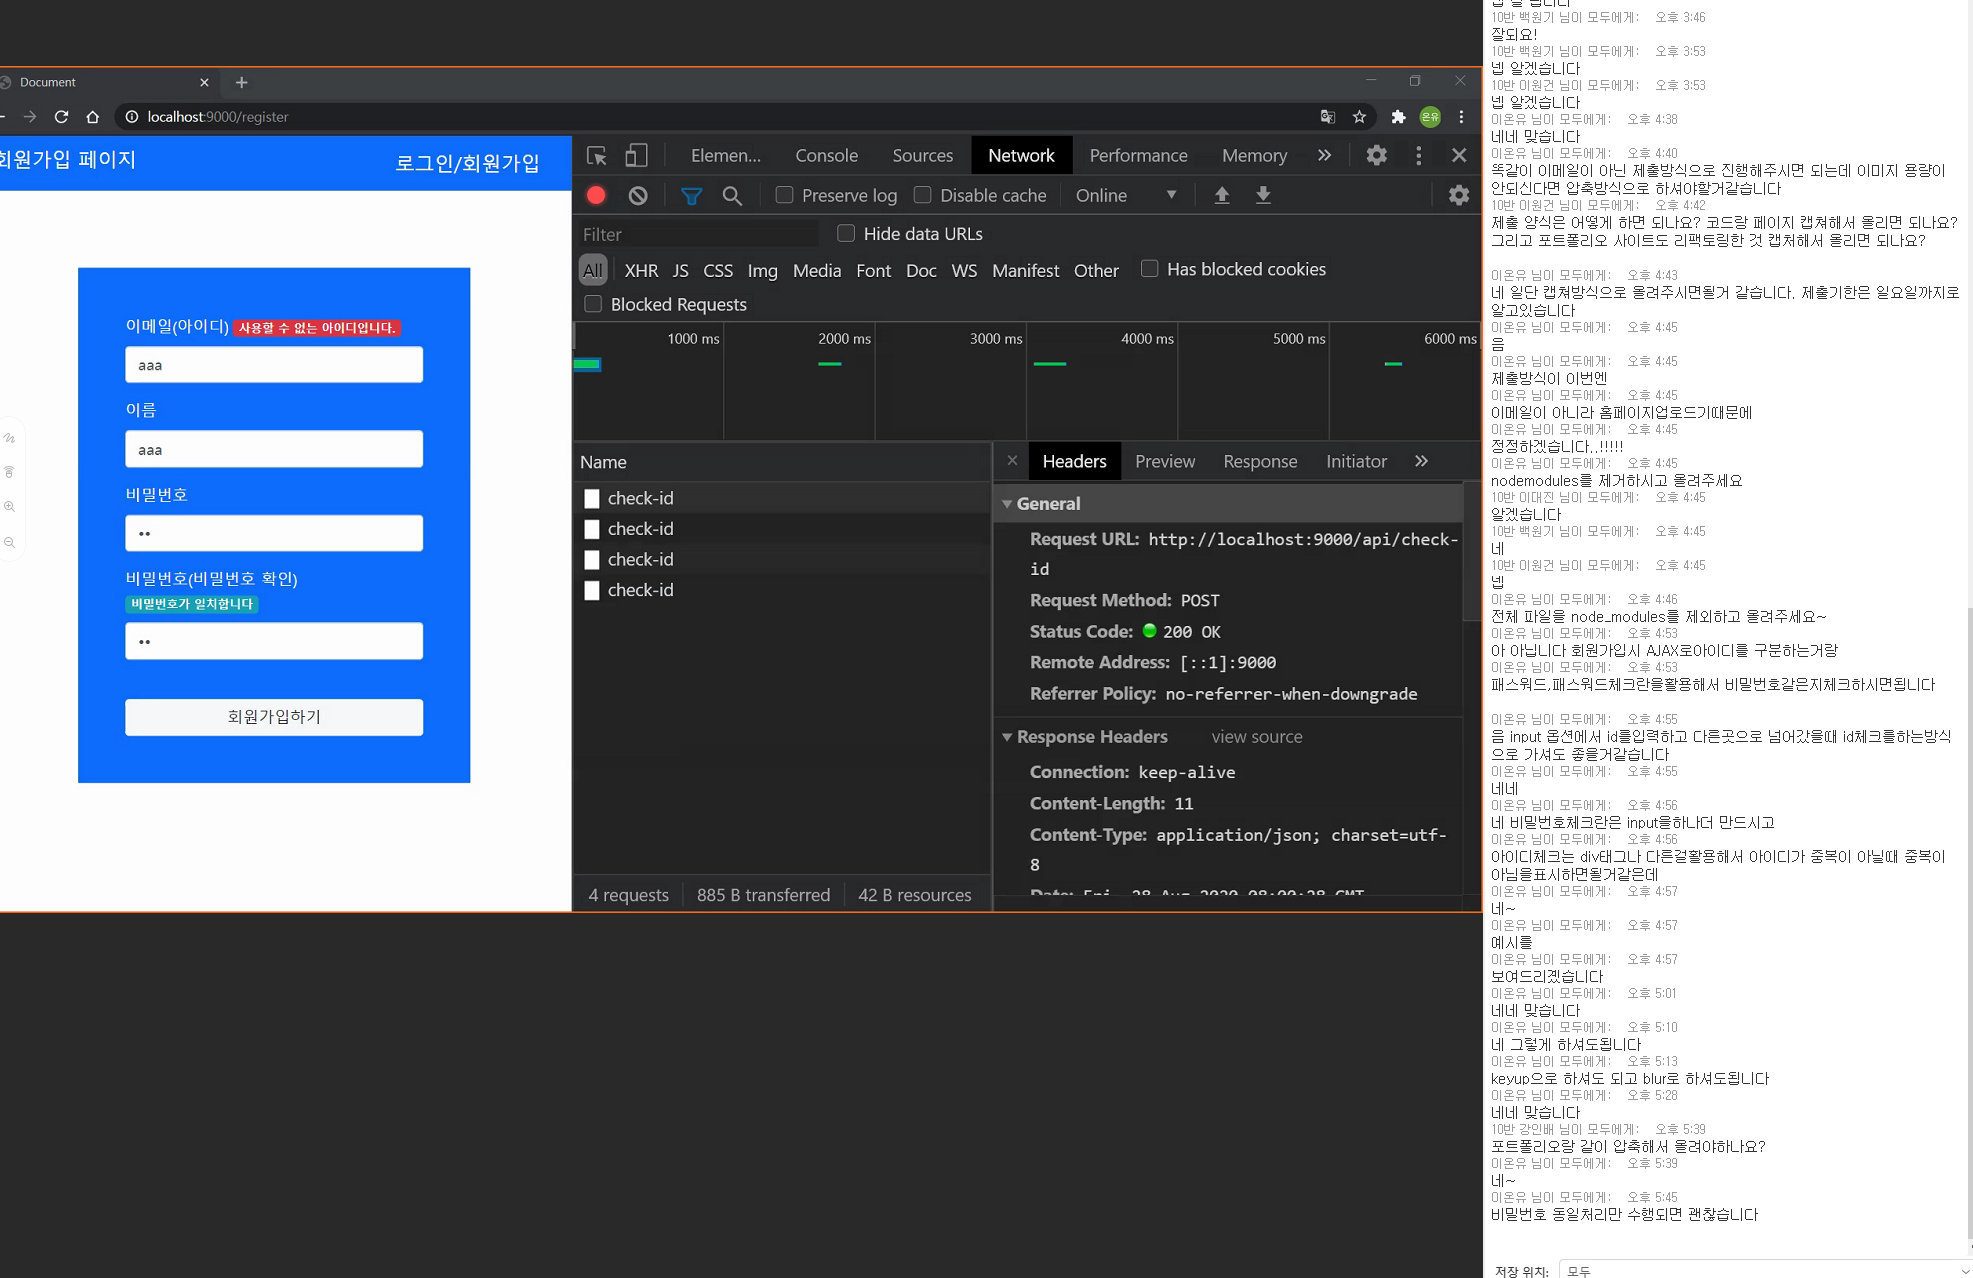 Document
localhost:9000/register
회원가입 페이지
로그인/회원가입
이메일(아이디) 사용할 수 없는 아이디입니다.
aaa
이름
aaa
비밀번호
••
비밀번호(비밀번호 확인)
비밀번호가 일치합니다
••
회원가입하기
온유
Elemen... Console Sources Network Performance Memory
Preserve log Disable cache Online
Filter Hide data URLs
All XHR JS CSS Img Media Font Doc WS Manifest Other Has blocked cookies
Blocked Requests
1000 ms 2000 ms 3000 ms 4000 ms 5000 ms 6000 ms
Name
check-id
check-id
check-id
check-id
4 requests 885 B transferred 42 B resources
Headers Preview Response Initiator
General
Request URL: http://localhost:9000/api/check-
id
Request Method: POST
Status Code: 200 OK
Remote Address: [::1]:9000
Referrer Policy: no-referrer-when-downgrade
Response Headers view source
Connection: keep-alive
Content-Length: 11
Content-Type: application/json; charset=utf-
8
Date: Fri, 28 Aug 2020 08:00:28 GMT
10반 백원기 님이 모두에게: 오후 3:46
잘되요!
10반 백원기 님이 모두에게: 오후 3:53
넵 알겠습니다
10반 이원건 님이 모두에게: 오후 3:53
넵 알겠습니다
이온유 님이 모두에게: 오후 4:38
네네 맞습니다
이온유 님이 모두에게: 오후 4:40
똑같이 이메일이 아닌 제출방식으로 진행해주시면 되는데 이미지 용량이
안되신다면 압축방식으로 하셔야할거같습니다
10반 이원건 님이 모두에게: 오후 4:42
제출 양식은 어떻게 하면 되나요? 코드랑 페이지 캡쳐해서 올리면 되나요?
그리고 포트폴리오 사이트도 리팩토링한 것 캡처해서 올리면 되나요?
이온유 님이 모두에게: 오후 4:43
네 일단 캡쳐방식으로 올려주시면될거 같습니다. 제출기한은 일요일까지로
알고있습니다
이온유 님이 모두에게: 오후 4:45
음
이온유 님이 모두에게: 오후 4:45
제출방식이 이번엔
이온유 님이 모두에게: 오후 4:45
이메일이 아니라 홈페이지업로드기때문에
이온유 님이 모두에게: 오후 4:45
정정하겠습니다..!!!!!
이온유 님이 모두에게: 오후 4:45
nodemodules를 제거하시고 올려주세요
10반 이대진 님이 모두에게: 오후 4:45
알겠습니다
10반 백원기 님이 모두에게: 오후 4:45
네
10반 이원건 님이 모두에게: 오후 4:45
넵
이온유 님이 모두에게: 오후 4:46
전체 파일을 node_modules를 제외하고 올려주세요~
이온유 님이 모두에게: 오후 4:53
아 아닙니다 회원가입시 AJAX로아이디를 구분하는거랑
이온유 님이 모두에게: 오후 4:53
패스워드,패스워드체크란을활용해서 비밀번호같은지체크하시면됩니다
이온유 님이 모두에게: 오후 4:55
음 input 옵션에서 id를입력하고 다른곳으로 넘어갔을때 id체크를하는방식
으로 가셔도 좋을거같습니다
이온유 님이 모두에게: 오후 4:55
네네
이온유 님이 모두에게: 오후 4:56
네 비밀번호체크란은 input을하나더 만드시고
이온유 님이 모두에게: 오후 4:56
아이디체크는 div태그나 다른걸활용해서 아이디가 중복이 아닐때 중복이
아님을표시하면될거같은데
이온유 님이 모두에게: 오후 4:57
네~
이온유 님이 모두에게: 오후 4:57
예시를
이온유 님이 모두에게: 오후 4:57
보여드리곘습니다
이온유 님이 모두에게: 오후 5:01
네네 맞습니다
이온유 님이 모두에게: 오후 5:10
네 그렇게 하셔도됩니다
이온유 님이 모두에게: 오후 5:13
keyup으로 하셔도 되고 blur로 하셔도됩니다
이온유 님이 모두에게: 오후 5:28
네네 맞습니다
10반 강인배 님이 모두에게: 오후 5:39
포트폴리오랑 같이 압축해서 올려야하나요?
이온유 님이 모두에게: 오후 5:39
네~
이온유 님이 모두에게: 오후 5:45
비밀번호 동일처리만 수행되면 괜찮습니다
저장 위치: 모두